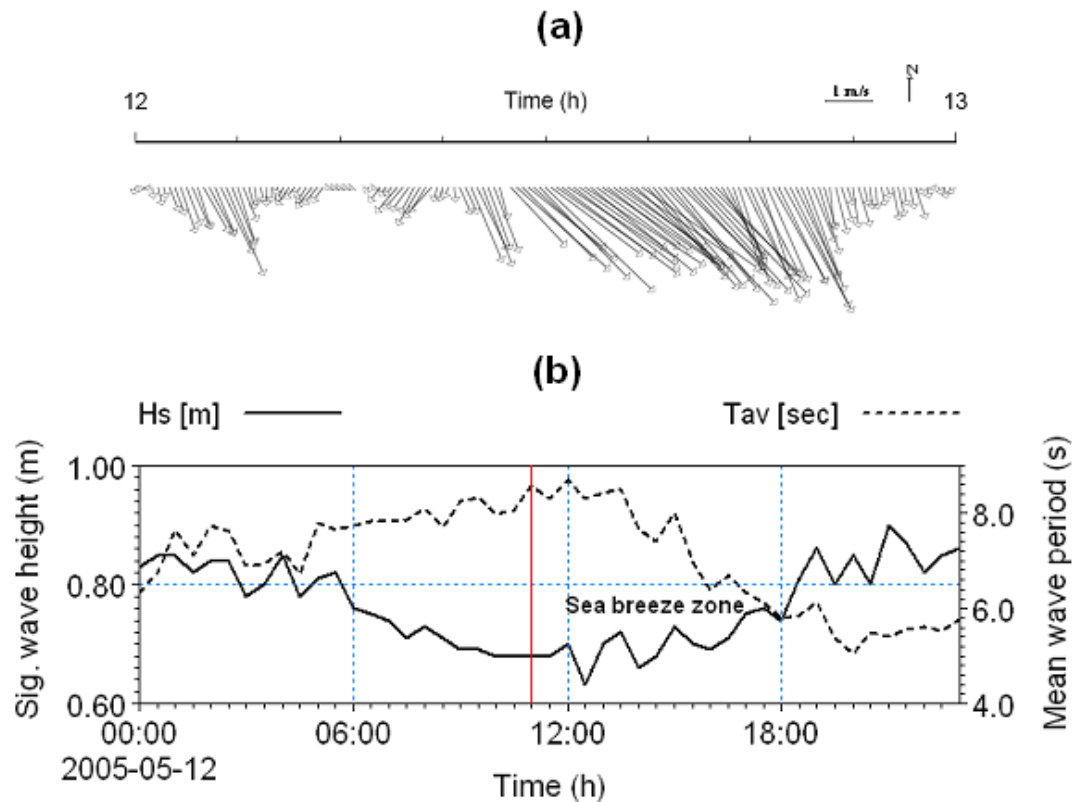 (a)
12 Time (h) 1 m/s N 13
(b)
Hs [m] Tav [sec]
Sig. wave height (m)
1.00
0.80
0.60
8.0
6.0
4.0
Mean wave period (s)
Sea breeze zone
00:00 06:00 12:00 18:00
2005-05-12
Time (h)